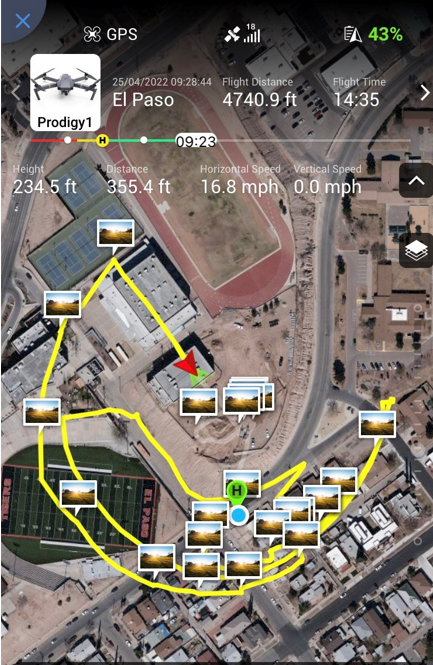 GPS
18
43%
25/04/2022 09:28:44
El Paso
Flight Distance
4740.9 ft
Flight Time
14:35
Prodigy1
H
09:23
Height
234.5 ft
Distance
355.4 ft
Horizontal Speed
16.8 mph
Vertical Speed
0.0 mph
H
TIGERS
EL PASO